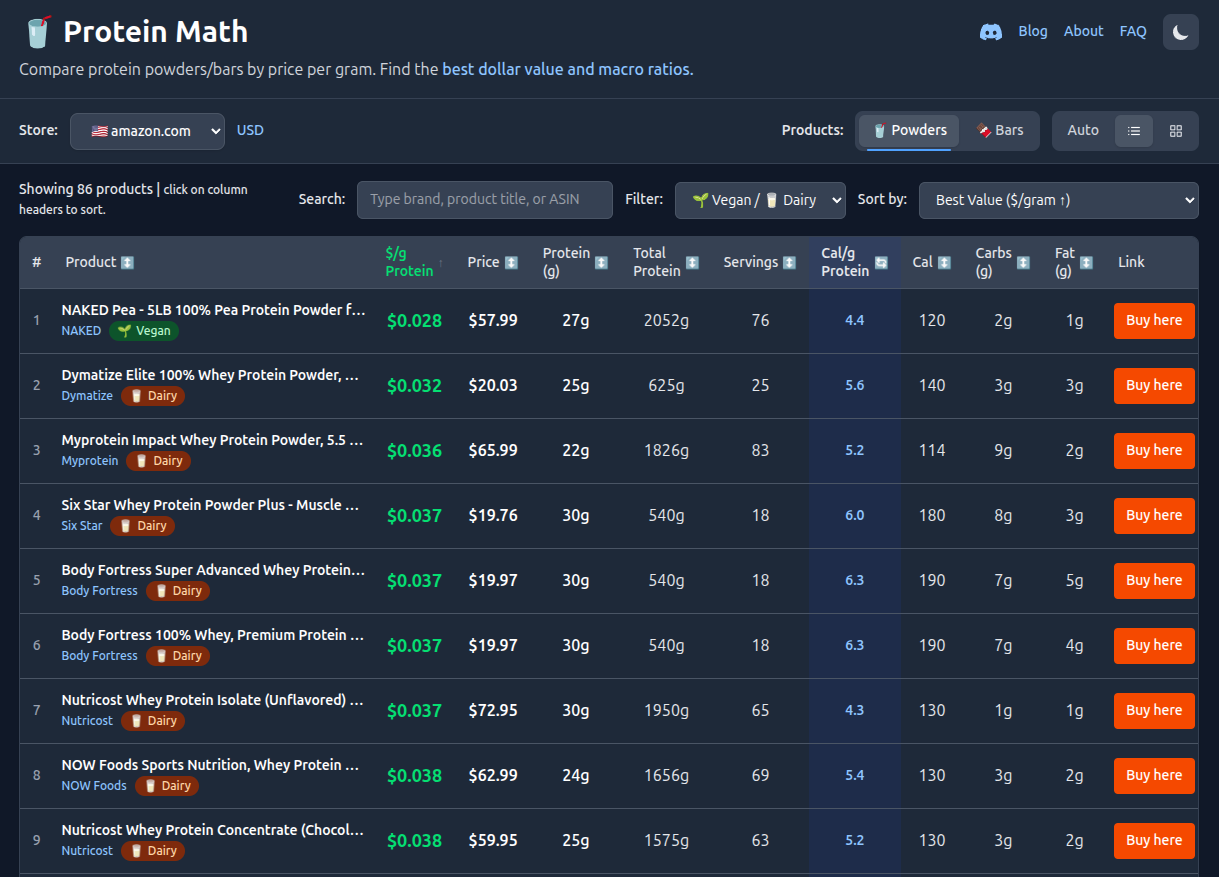 Protein Math
Blog About FAQ
Compare protein powders/bars by price per gram. Find the best dollar value and macro ratios.
Store: amazon.com USD Products: Powders Bars Auto
Showing 86 products | click on column
headers to sort.
Search: Type brand, product title, or ASIN Filter: Vegan / Dairy Sort by: Best Value ($/gram ↑)
# Product $/g Protein ↑ Price Protein (g) Total Protein Servings Cal/g Protein Cal Carbs (g) Fat (g) Link
1 NAKED Pea - 5LB 100% Pea Protein Powder f... $0.028 $57.99 27g 2052g 76 4.4 120 2g 1g Buy here
NAKED Vegan
2 Dymatize Elite 100% Whey Protein Powder, ... $0.032 $20.03 25g 625g 25 5.6 140 3g 3g Buy here
Dymatize Dairy
3 Myprotein Impact Whey Protein Powder, 5.5 ... $0.036 $65.99 22g 1826g 83 5.2 114 9g 2g Buy here
Myprotein Dairy
4 Six Star Whey Protein Powder Plus - Muscle ... $0.037 $19.76 30g 540g 18 6.0 180 8g 3g Buy here
Six Star Dairy
5 Body Fortress Super Advanced Whey Protein... $0.037 $19.97 30g 540g 18 6.3 190 7g 5g Buy here
Body Fortress Dairy
6 Body Fortress 100% Whey, Premium Protein ... $0.037 $19.97 30g 540g 18 6.3 190 7g 4g Buy here
Body Fortress Dairy
7 Nutricost Whey Protein Isolate (Unflavored) ... $0.037 $72.95 30g 1950g 65 4.3 130 1g 1g Buy here
Nutricost Dairy
8 NOW Foods Sports Nutrition, Whey Protein ... $0.038 $62.99 24g 1656g 69 5.4 130 3g 2g Buy here
NOW Foods Dairy
9 Nutricost Whey Protein Concentrate (Chocol... $0.038 $59.95 25g 1575g 63 5.2 130 3g 2g Buy here
Nutricost Dairy